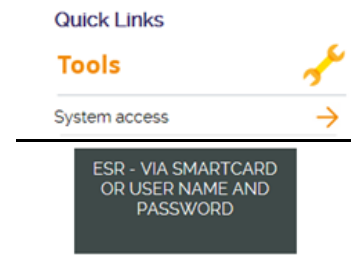 Quick Links
Tools
System access
ESR - VIA SMARTCARD
OR USER NAME AND
PASSWORD